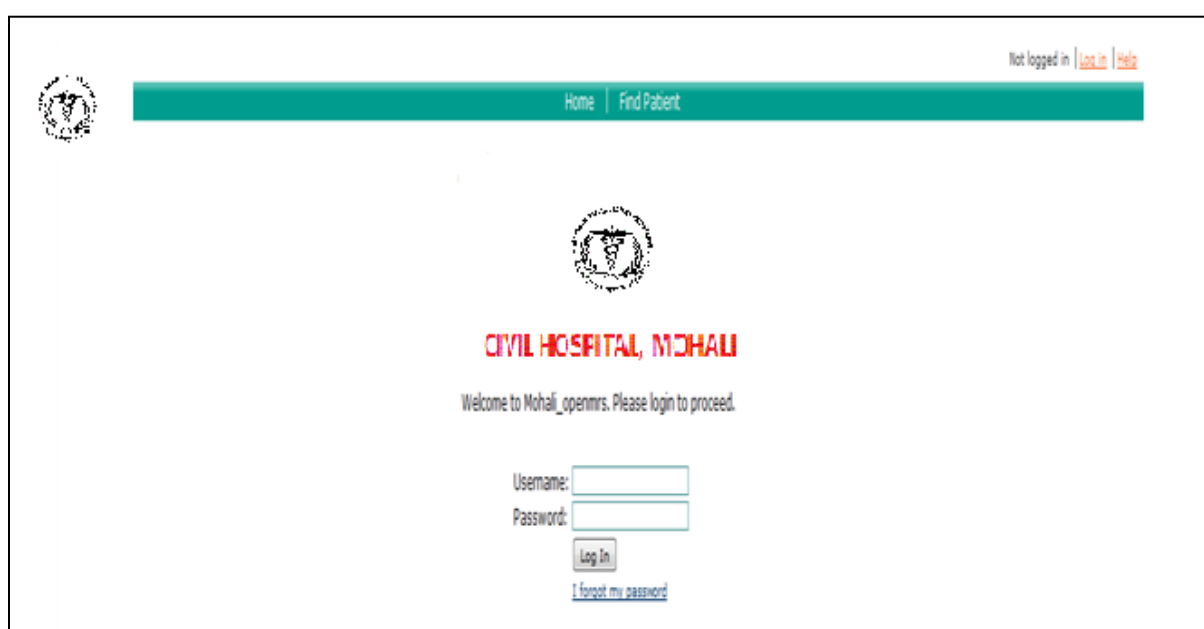 Not logged in | Log in | Help
Home | Find Patient
CIVIL HOSPITAL, MOHALI
Welcome to Mohali_openmrs. Please login to proceed.
Username:
Password:
Log In
I forgot my password